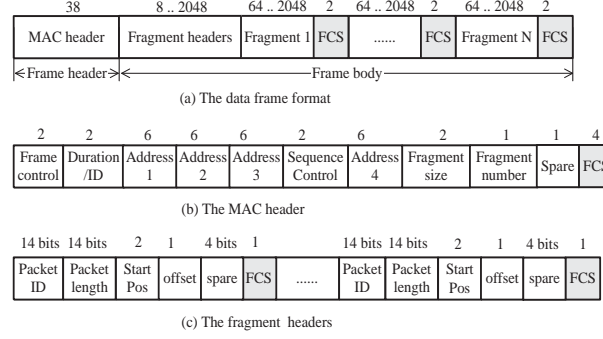 38 8 .. 2048 64 .. 2048 2 64 .. 2048 2 64 .. 2048 2
MAC header Fragment headers Fragment 1 FCS ...... FCS Fragment N FCS
Frame header Frame body
(a) The data frame format
2 2 6 6 6 2 6 2 1 1 4
Frame control Duration /ID Address 1 Address 2 Address 3 Sequence Control Address 4 Fragment size Fragment number Spare FCS
(b) The MAC header
14 bits 14 bits 2 1 4 bits 1 14 bits 14 bits 2 1 4 bits 1
Packet ID Packet length Start Pos offset spare FCS ...... Packet ID Packet length Start Pos offset spare FCS
(c) The fragment headers